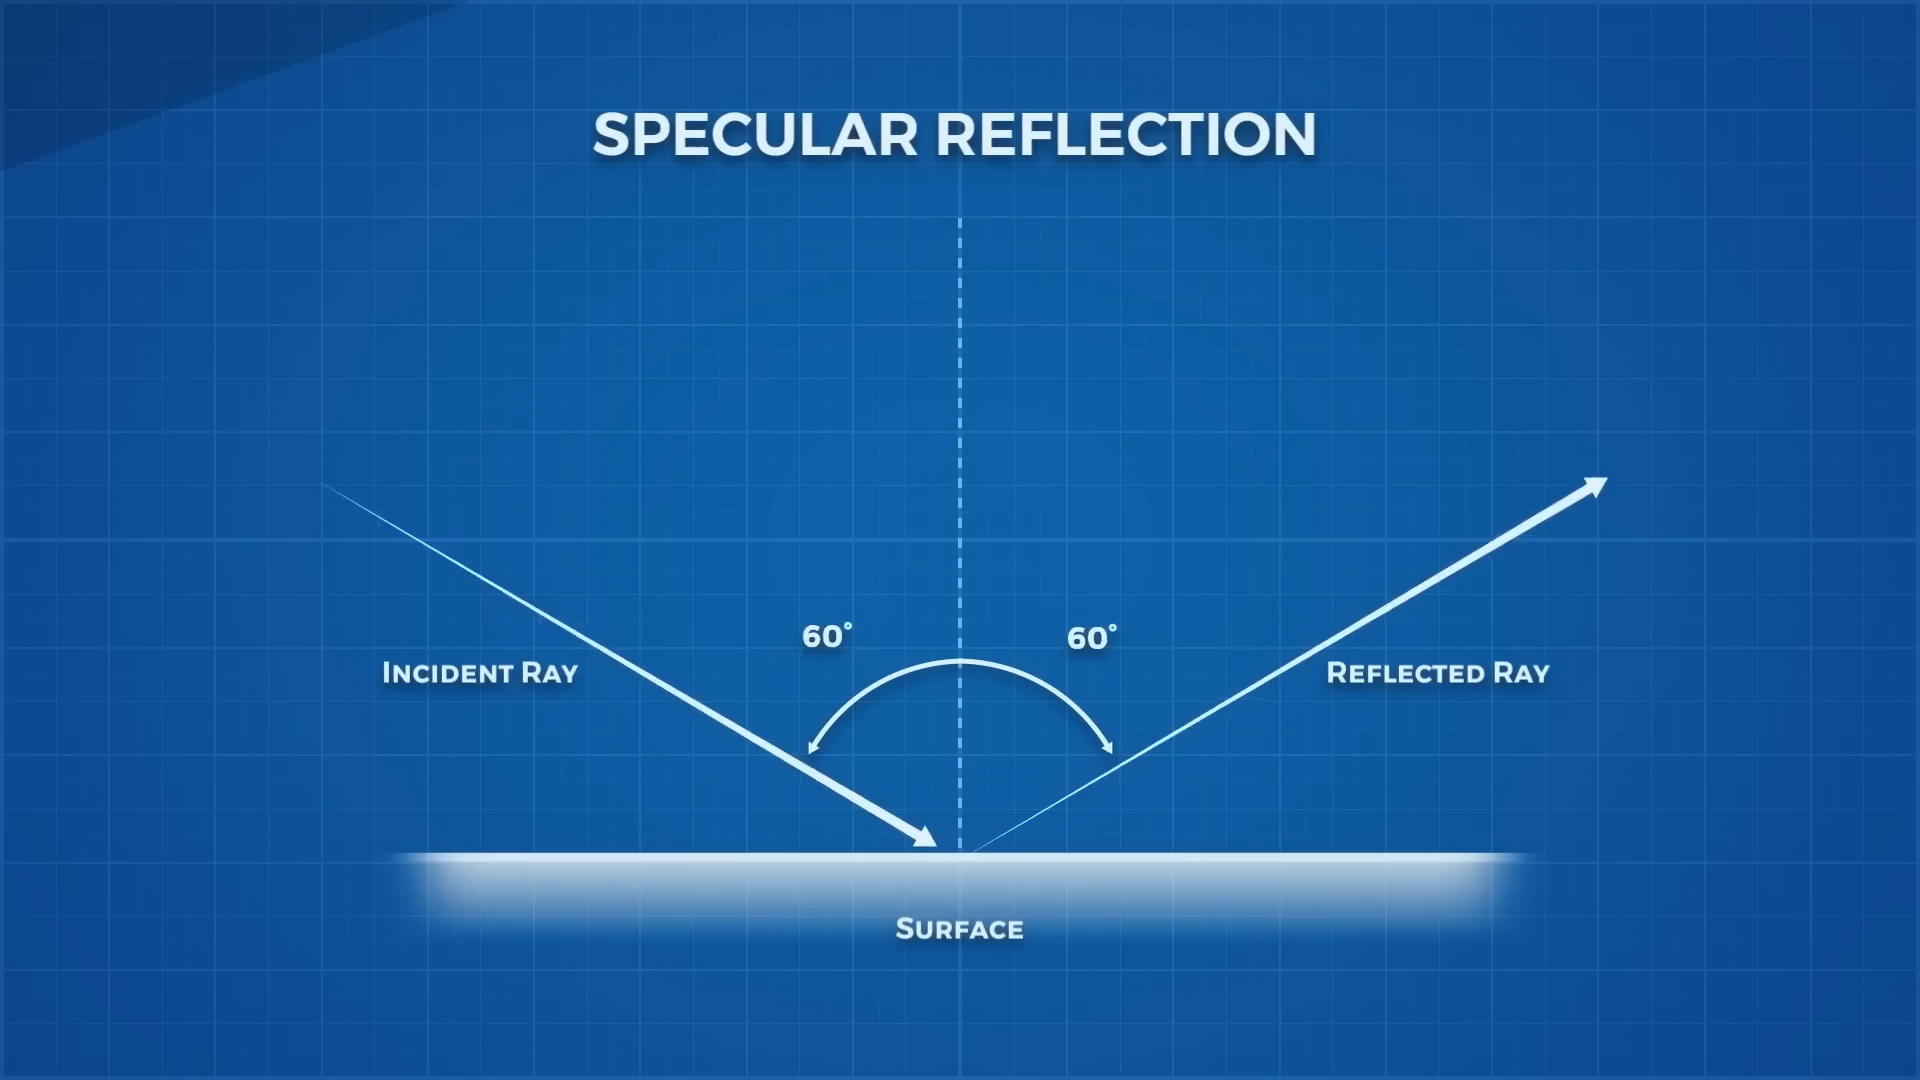 SPECULAR REFLECTION
60° 60°
INCIDENT RAY REFLECTED RAY
SURFACE